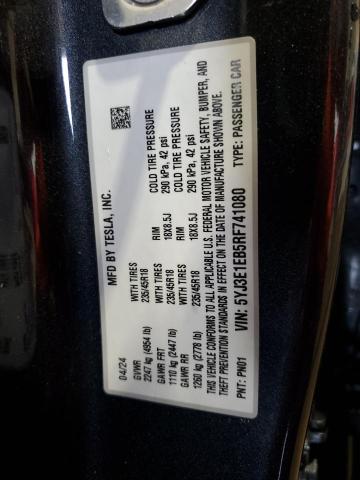 MFD BY TESLA, INC.
04/24
GVWR
2247 kg (4954 lb)
GAWR FRT WITH TIRES RIM COLD TIRE PRESSURE
1110 kg (2447 lb) 235/45R18 18X8.5J 290 kPa, 42 psi
GAWR RR WITH TIRES RIM COLD TIRE PRESSURE
1260 kg (2778 lb) 235/45R18 18X8.5J 290 kPa, 42 psi
THIS VEHICLE CONFORMS TO ALL APPLICABLE U.S. FEDERAL MOTOR VEHICLE SAFETY, BUMPER, AND
THEFT PREVENTION STANDARDS IN EFFECT ON THE DATE OF MANUFACTURE SHOWN ABOVE.
VIN: 5YJ3E1EB5RF741080 TYPE: PASSENGER CAR
PNT: PN01